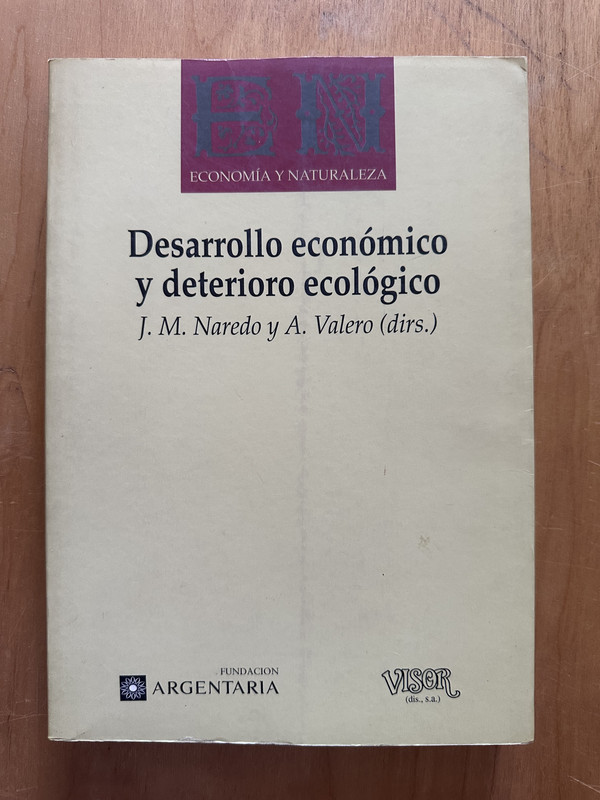 EN
ECONOMÍA Y NATURALEZA
Desarrollo económico
y deterioro ecológico
J. M. Naredo y A. Valero (dirs.)
FUNDACION
ARGENTARIA
VISOR
(dis., s.a.)